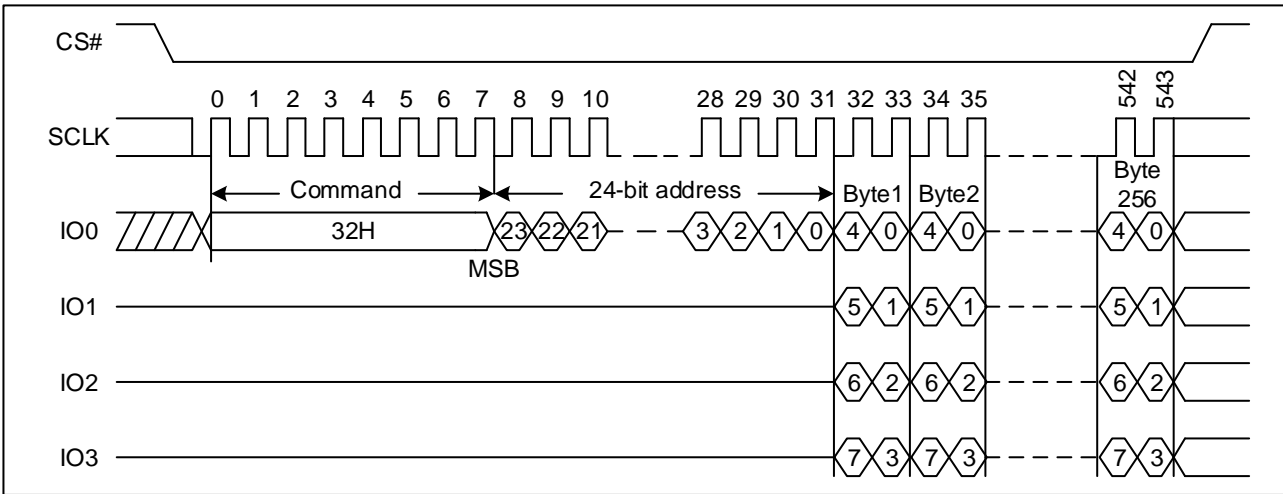 CS#
542
543
0 1 2 3 4 5 6 7 8 9 10 28 29 30 31 32 33 34 35
SCLK
Command 24-bit address Byte1 Byte2 Byte
256
IO0 32H 23 22 21 3 2 1 0 4 0 4 0 4 0
MSB
IO1 5 1 5 1 5 1
IO2 6 2 6 2 6 2
IO3 7 3 7 3 7 3